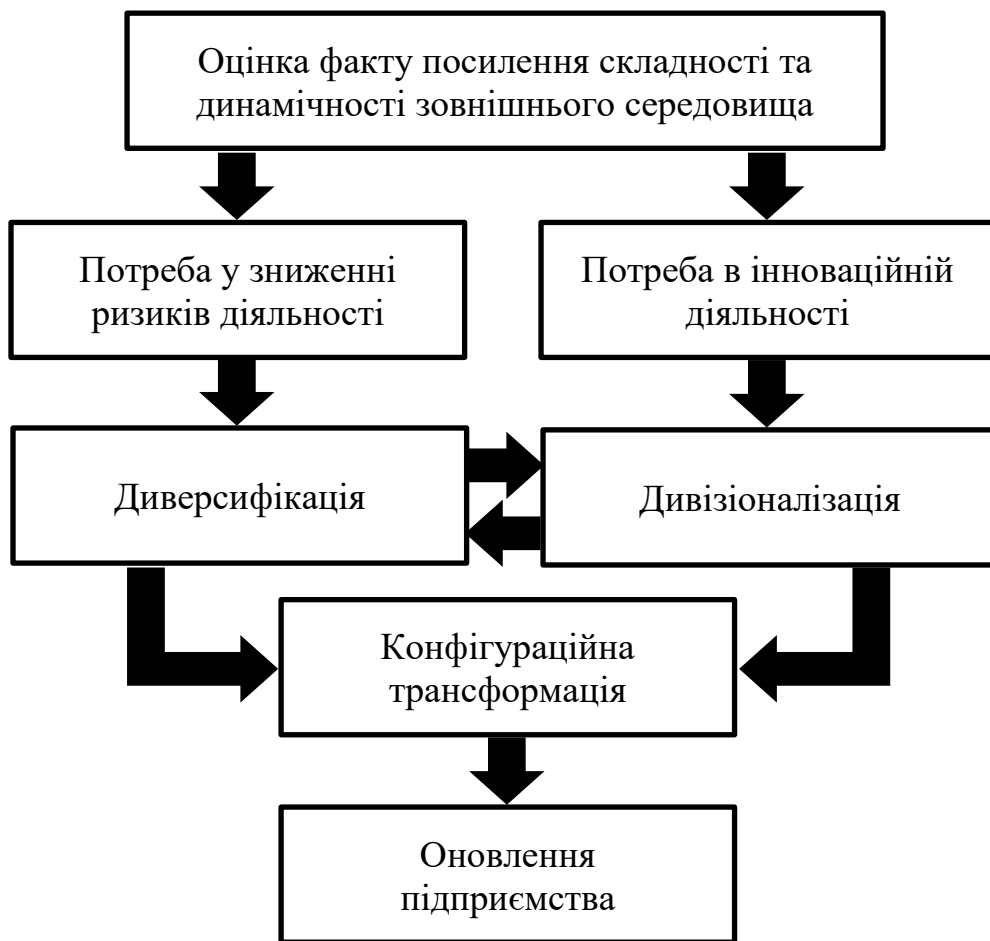 Оцінка факту посилення складності та
динамічності зовнішнього середовища
Потреба у зниженні
ризиків діяльності
Потреба в інноваційній
діяльності
Диверсифікація
Дивізіоналізація
Конфігураційна
трансформація
Оновлення
підприємства